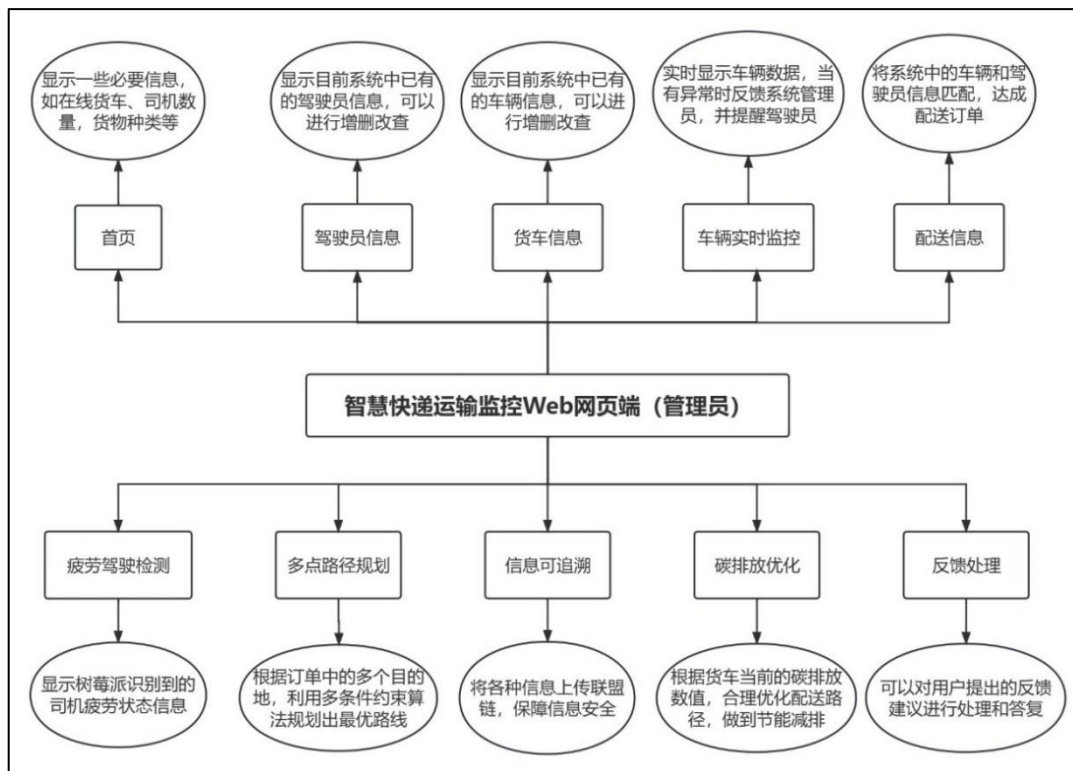 显示一些必要信息，
如在线货车、司机数
量，货物种类等
显示目前系统中已有
的驾驶员信息，可以
进行增删改查
显示目前系统中已有
的车辆信息，可以进
行增删改查
实时显示车辆数据，当
有异常时反馈系统管理
员，并提醒驾驶员
将系统中的车辆和驾
驶员信息匹配，达成
配送订单
首页
驾驶员信息
货车信息
车辆实时监控
配送信息
智慧快递运输监控Web网页端（管理员）
疲劳驾驶检测
多点路径规划
信息可追溯
碳排放优化
反馈处理
显示树莓派识别到的
司机疲劳状态信息
根据订单中的多个目的
地，利用多条件约束算
法规划出最优路线
将各种信息上传联盟
链，保障信息安全
根据货车当前的碳排放
数值，合理优化配送路
径，做到节能减排
可以对用户提出的反馈
建议进行处理和答复